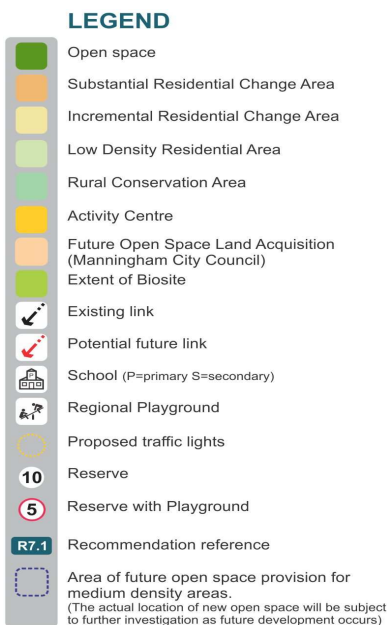 LEGEND
Open space
Substantial Residential Change Area
Incremental Residential Change Area
Low Density Residential Area
Rural Conservation Area
Activity Centre
Future Open Space Land Acquisition
(Manningham City Council)
Extent of Biosite
Existing link
Potential future link
P
School (P=primary S=secondary)
Regional Playground
Proposed traffic lights
10 Reserve
5 Reserve with Playground
R7.1 Recommendation reference
Area of future open space provision for
medium density areas.
(The actual location of new open space will be subject
to further investigation as future development occurs)